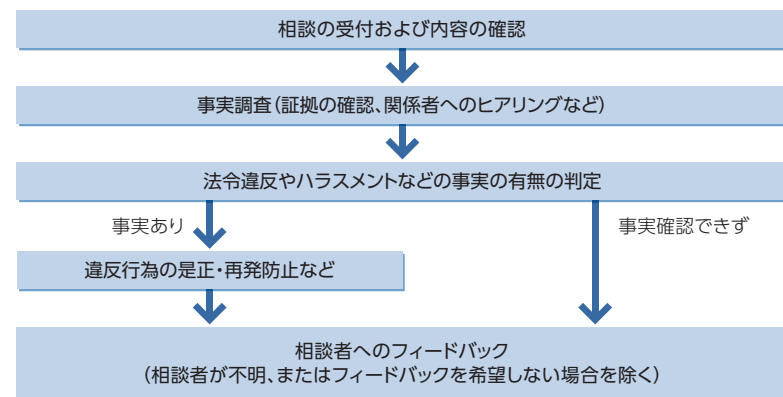 相談の受付および内容の確認
事実調査（証拠の確認、関係者へのヒアリングなど）
法令違反やハラスメントなどの事実の有無の判定
事実あり
事実確認できず
違反行為の是正・再発防止など
相談者へのフィードバック
（相談者が不明、またはフィードバックを希望しない場合を除く）